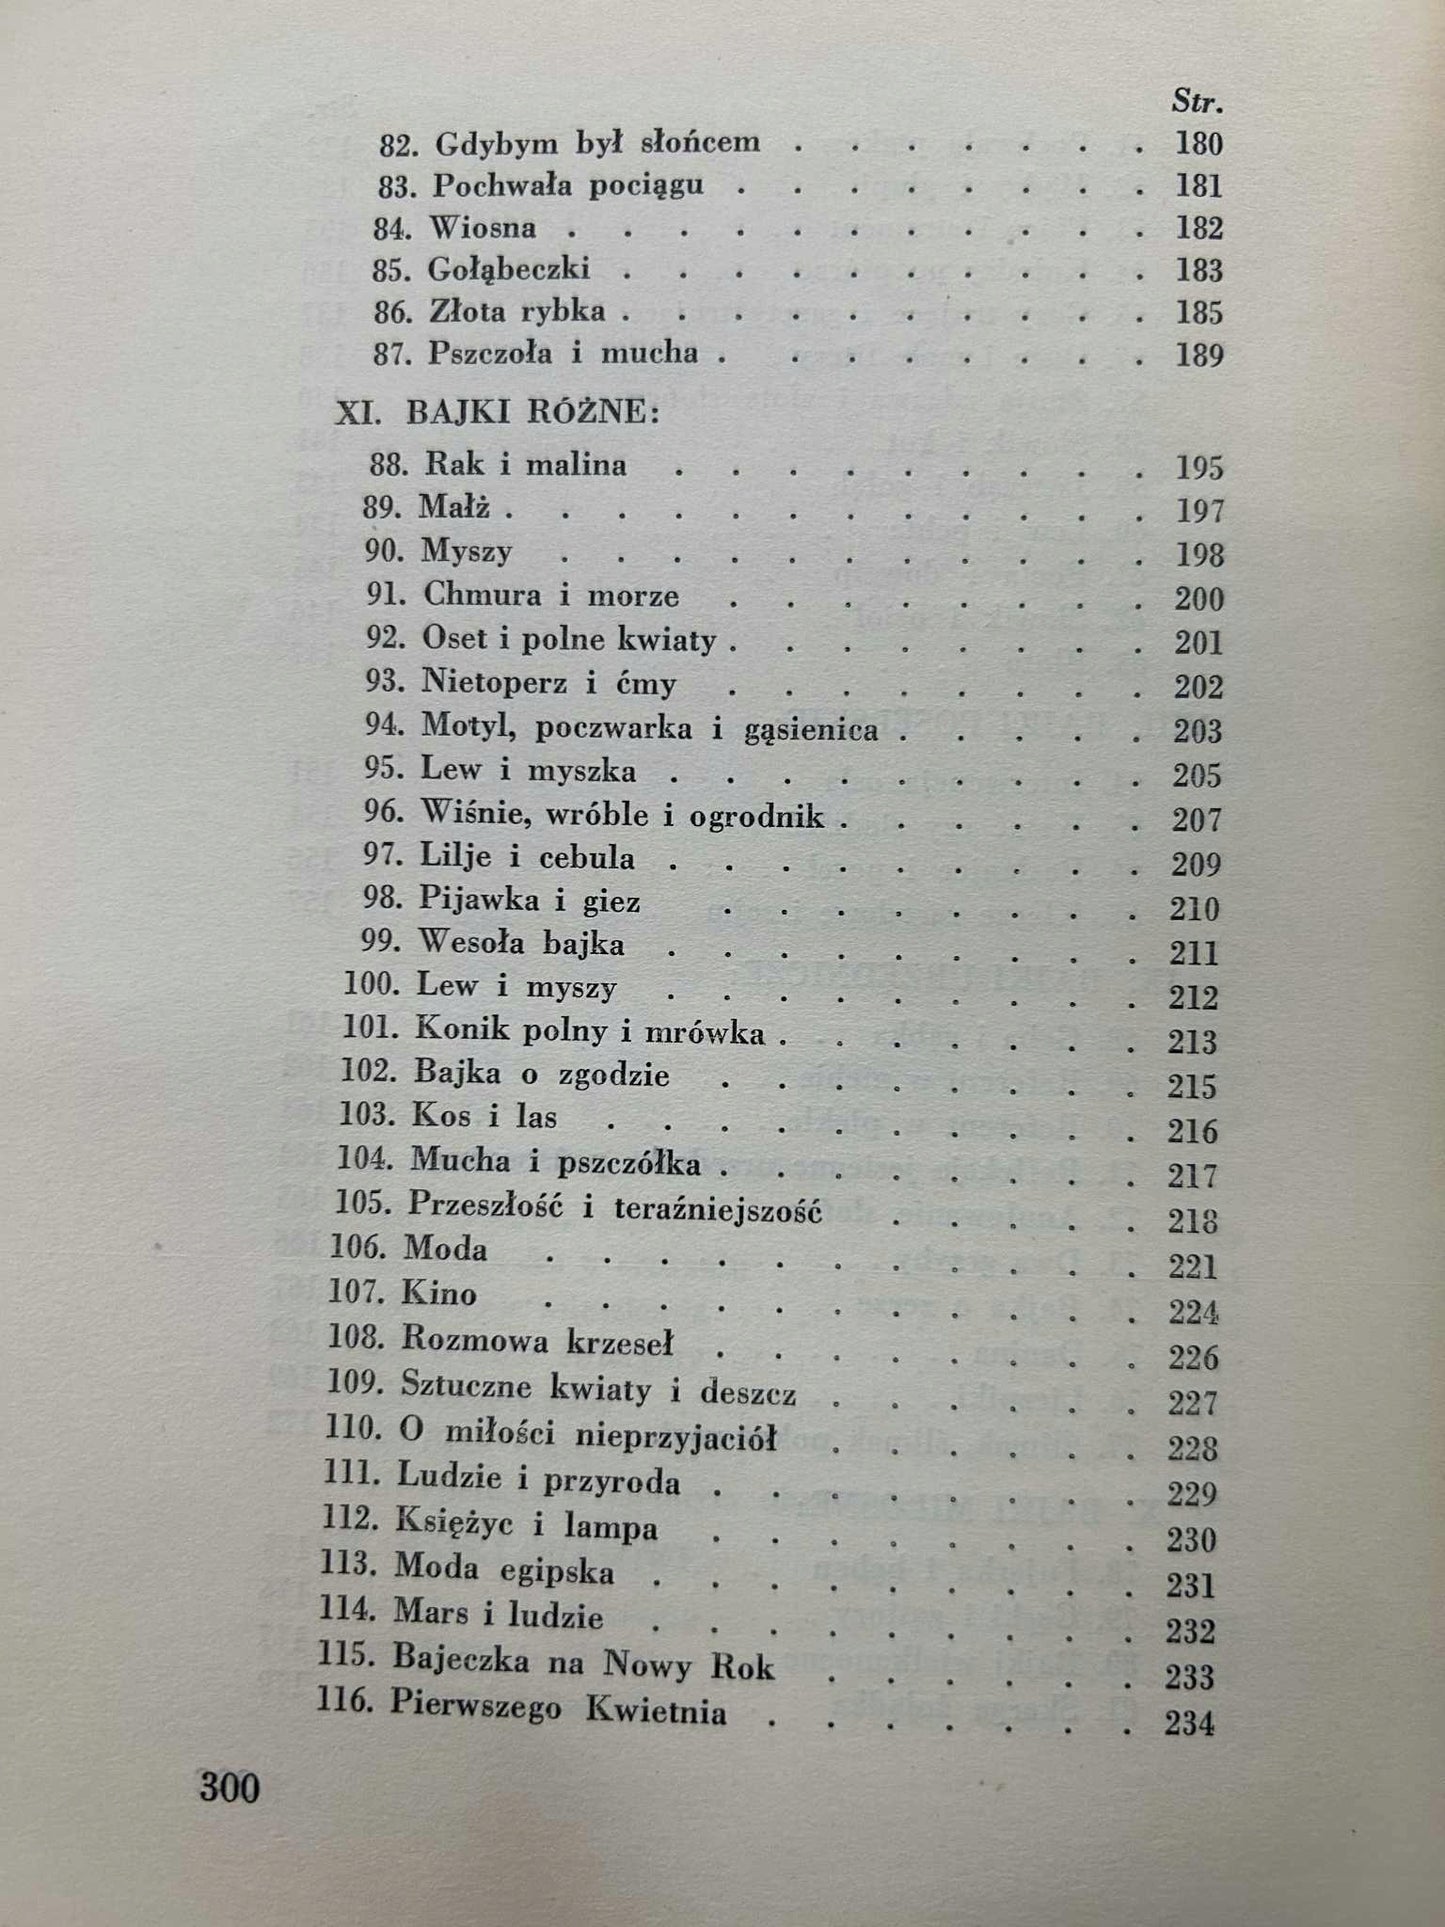 Str.
82. Gdybym był słońcem . . . . . . . 180
83. Pochwała pociągu . . . . . . . . 181
84. Wiosna . . . . . . . . . . . 182
85. Gołąbeczki . . . . . . . . . . 183
86. Złota rybka . . . . . . . . . . 185
87. Pszczoła i mucha . . . . . . . . 189
XI. BAJKI RÓŻNE:
88. Rak i malina . . . . . . . . . 195
89. Małż . . . . . . . . . . . . 197
90. Myszy . . . . . . . . . . . 198
91. Chmura i morze . . . . . . . . 200
92. Oset i polne kwiaty . . . . . . . . 201
93. Nietoperz i ćmy . . . . . . . . 202
94. Motyl, poczwarka i gąsienica . . . . . 203
95. Lew i myszka . . . . . . . . . 205
96. Wiśnie, wróble i ogrodnik . . . . . . 207
97. Lilje i cebula . . . . . . . . . 209
98. Pijawka i giez . . . . . . . . 210
99. Wesoła bajka . . . . . . . . . 211
100. Lew i myszy . . . . . . . . . 212
101. Konik polny i mrówka . . . . . . . 213
102. Bajka o zgodzie . . . . . . . . 215
103. Kos i las . . . . . . . . . . 216
104. Mucha i pszczółka . . . . . . . . 217
105. Przeszłość i teraźniejszość . . . . . 218
106. Moda . . . . . . . . . . . 221
107. Kino . . . . . . . . . . . 224
108. Rozmowa krzeseł . . . . . . . . 226
109. Sztuczne kwiaty i deszcz . . . . . . 227
110. O miłości nieprzyjaciół . . . . . . 228
111. Ludzie i przyroda . . . . . . . . 229
112. Księżyc i lampa . . . . . . . . 230
113. Moda egipska . . . . . . . . . 231
114. Mars i ludzie . . . . . . . . . 232
115. Bajeczka na Nowy Rok . . . . . . 233
116. Pierwszego Kwietnia . . . . . . . 234
300